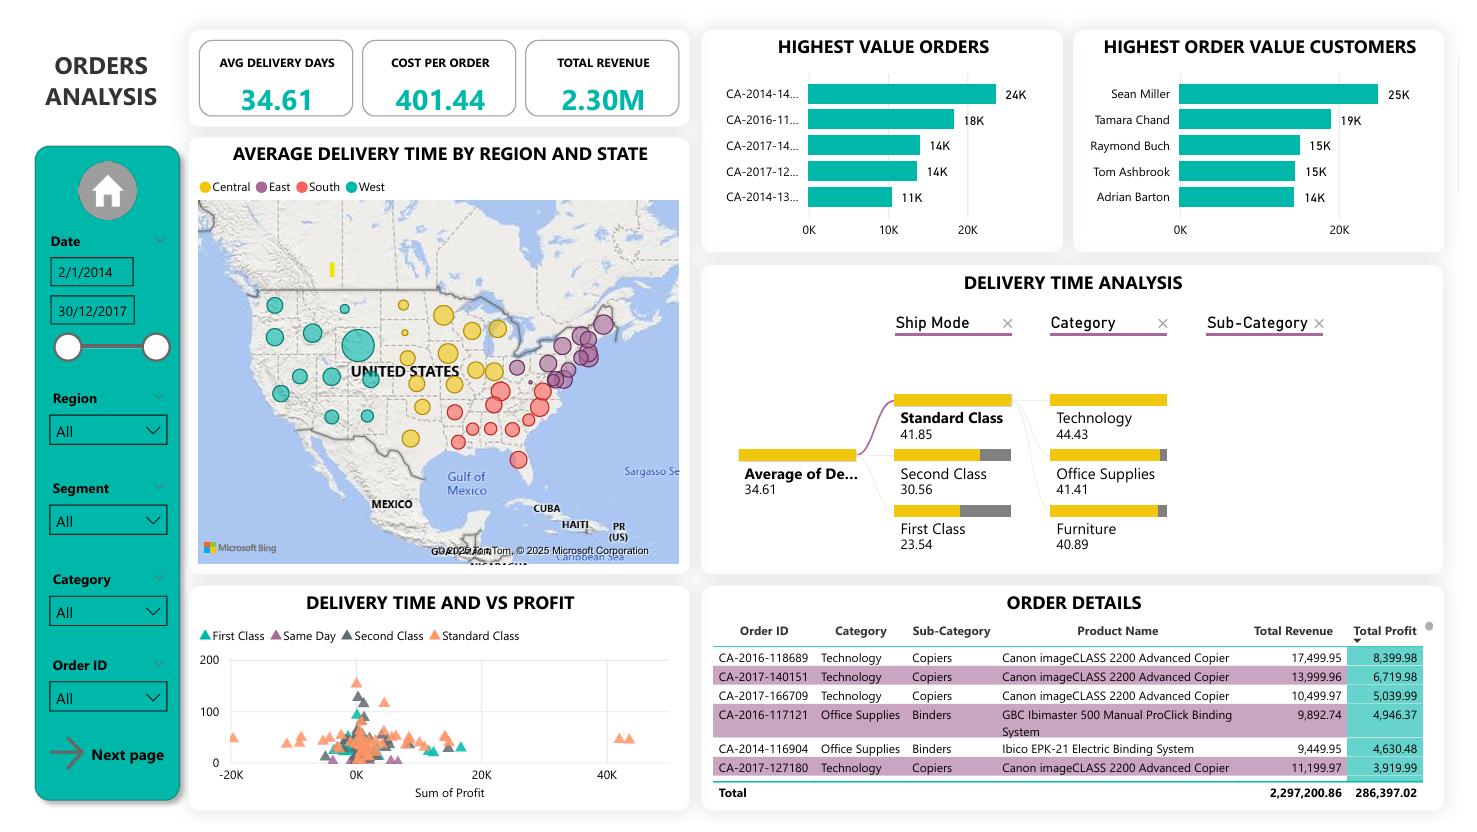 ORDERS
ANALYSIS
AVG DELIVERY DAYS
34.61
COST PER ORDER
401.44
TOTAL REVENUE
2.30M
HIGHEST VALUE ORDERS
CA-2014-14... 24K
CA-2016-11... 18K
CA-2017-14... 14K
CA-2017-12... 14K
CA-2014-13... 11K
0K 10K 20K
HIGHEST ORDER VALUE CUSTOMERS
Sean Miller 25K
Tamara Chand 19K
Raymond Buch 15K
Tom Ashbrook 15K
Adrian Barton 14K
0K 20K
Date
2/1/2014
30/12/2017
Region
All
Segment
All
Category
All
Order ID
All
Next page
AVERAGE DELIVERY TIME BY REGION AND STATE
Central East South West
UNITED STATES
Gulf of
Mexico
Sargasso Se
MEXICO
CUBA
HAITI
PR
(US)
Caribbean Sea
Microsoft Bing
© 2025 TomTom, © 2025 Microsoft Corporation
DELIVERY TIME ANALYSIS
Ship Mode
Category
Sub-Category
Average of De...
34.61
Standard Class
41.85
Second Class
30.56
First Class
23.54
Technology
44.43
Office Supplies
41.41
Furniture
40.89
DELIVERY TIME AND VS PROFIT
First Class Same Day Second Class Standard Class
200
100
0
-20K 0K 20K 40K
Sum of Profit
ORDER DETAILS
Order ID Category Sub-Category Product Name Total Revenue Total Profit
CA-2016-118689 Technology Copiers Canon imageCLASS 2200 Advanced Copier 17,499.95 8,399.98
CA-2017-140151 Technology Copiers Canon imageCLASS 2200 Advanced Copier 13,999.96 6,719.98
CA-2017-166709 Technology Copiers Canon imageCLASS 2200 Advanced Copier 10,499.97 5,039.99
CA-2016-117121 Office Supplies Binders GBC Ibimaster 500 Manual ProClick Binding 9,892.74 4,946.37
System
CA-2014-116904 Office Supplies Binders Ibico EPK-21 Electric Binding System 9,449.95 4,630.48
CA-2017-127180 Technology Copiers Canon imageCLASS 2200 Advanced Copier 11,199.97 3,919.99
Total 2,297,200.86 286,397.02